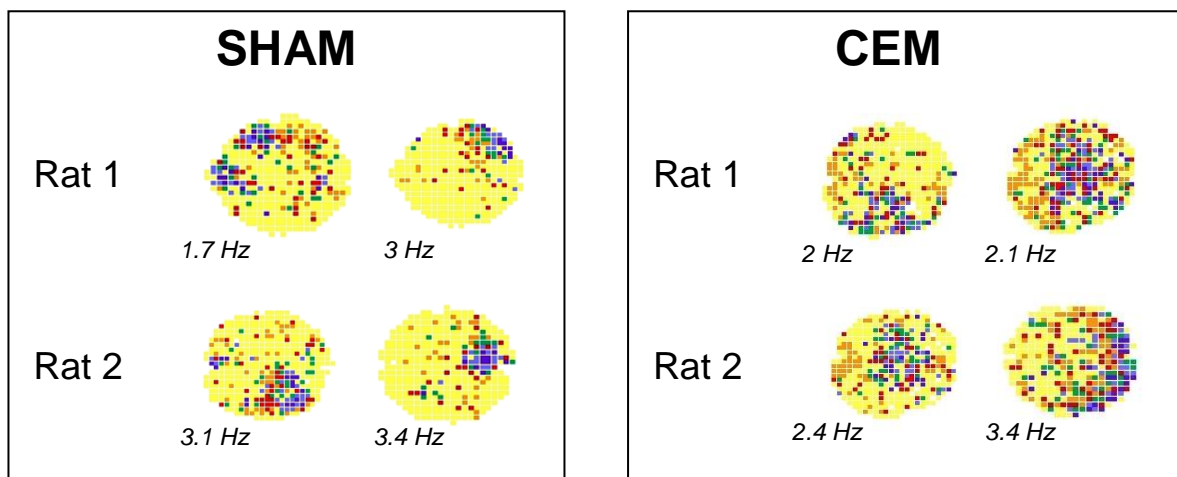 SHAM
Rat 1
1.7 Hz
3 Hz
Rat 2
3.1 Hz
3.4 Hz
CEM
Rat 1
2 Hz
2.1 Hz
Rat 2
2.4 Hz
3.4 Hz